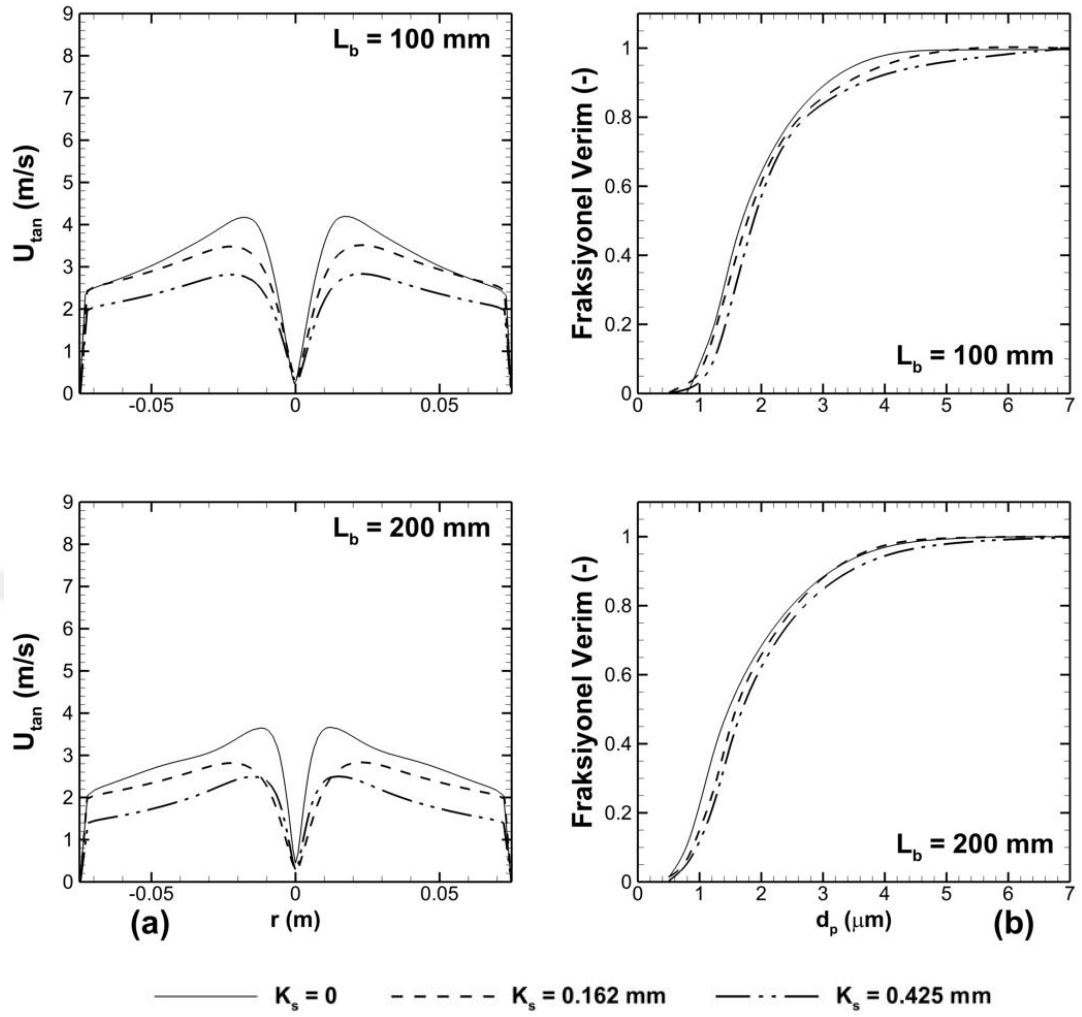 L_b = 100 mm
U_tan (m/s)
9
8
7
6
5
4
3
2
1
0
-0.05 0 0.05
r (m)
Fraksiyonel Verim (-)
1
0.8
0.6
0.4
0.2
0
L_b = 100 mm
0 1 2 3 4 5 6 7
L_b = 200 mm
U_tan (m/s)
9
8
7
6
5
4
3
2
1
0
-0.05 0 0.05
(a) r (m)
Fraksiyonel Verim (-)
1
0.8
0.6
0.4
0.2
0
L_b = 200 mm
0 1 2 3 4 5 6 7
d_p (μm) (b)
K_s = 0 K_s = 0.162 mm K_s = 0.425 mm